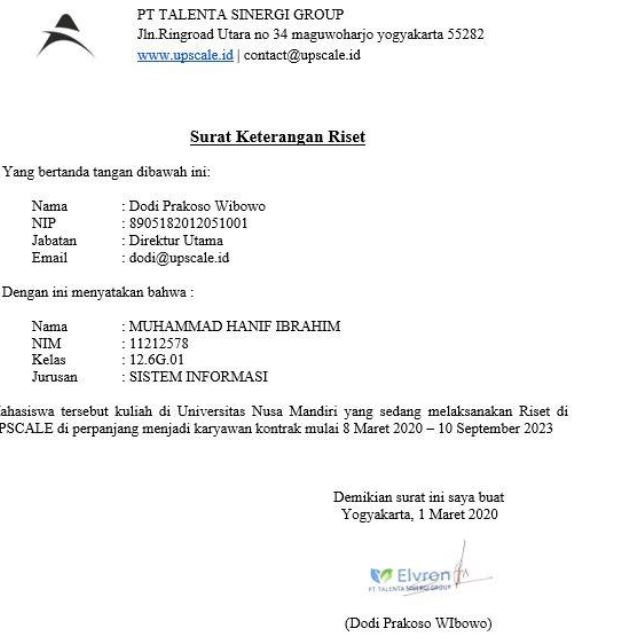 PT TALENTA SINERGI GROUP
Jln.Ringroad Utara no 34 maguwoharjo yogyakarta 55282
www.upscale.id | contact@upscale.id
Surat Keterangan Riset
Yang bertanda tangan dibawah ini:
Nama : Dodi Prakoso Wibowo
NIP : 8905182012051001
Jabatan : Direktur Utama
Email : dodi@upscale.id
Dengan ini menyatakan bahwa :
Nama : MUHAMMAD HANIF IBRAHIM
NIM : 11212578
Kelas : 12.6G.01
Jurusan : SISTEM INFORMASI
ahasiswa tersebut kuliah di Universitas Nusa Mandiri yang sedang melaksanakan Riset di
PSCALE di perpanjang menjadi karyawan kontrak mulai 8 Maret 2020 – 10 September 2023
Demikian surat ini saya buat
Yogyakarta, 1 Maret 2020
Elvron
PT TALENTA SINERGI GROUP
(Dodi Prakoso WIbowo)